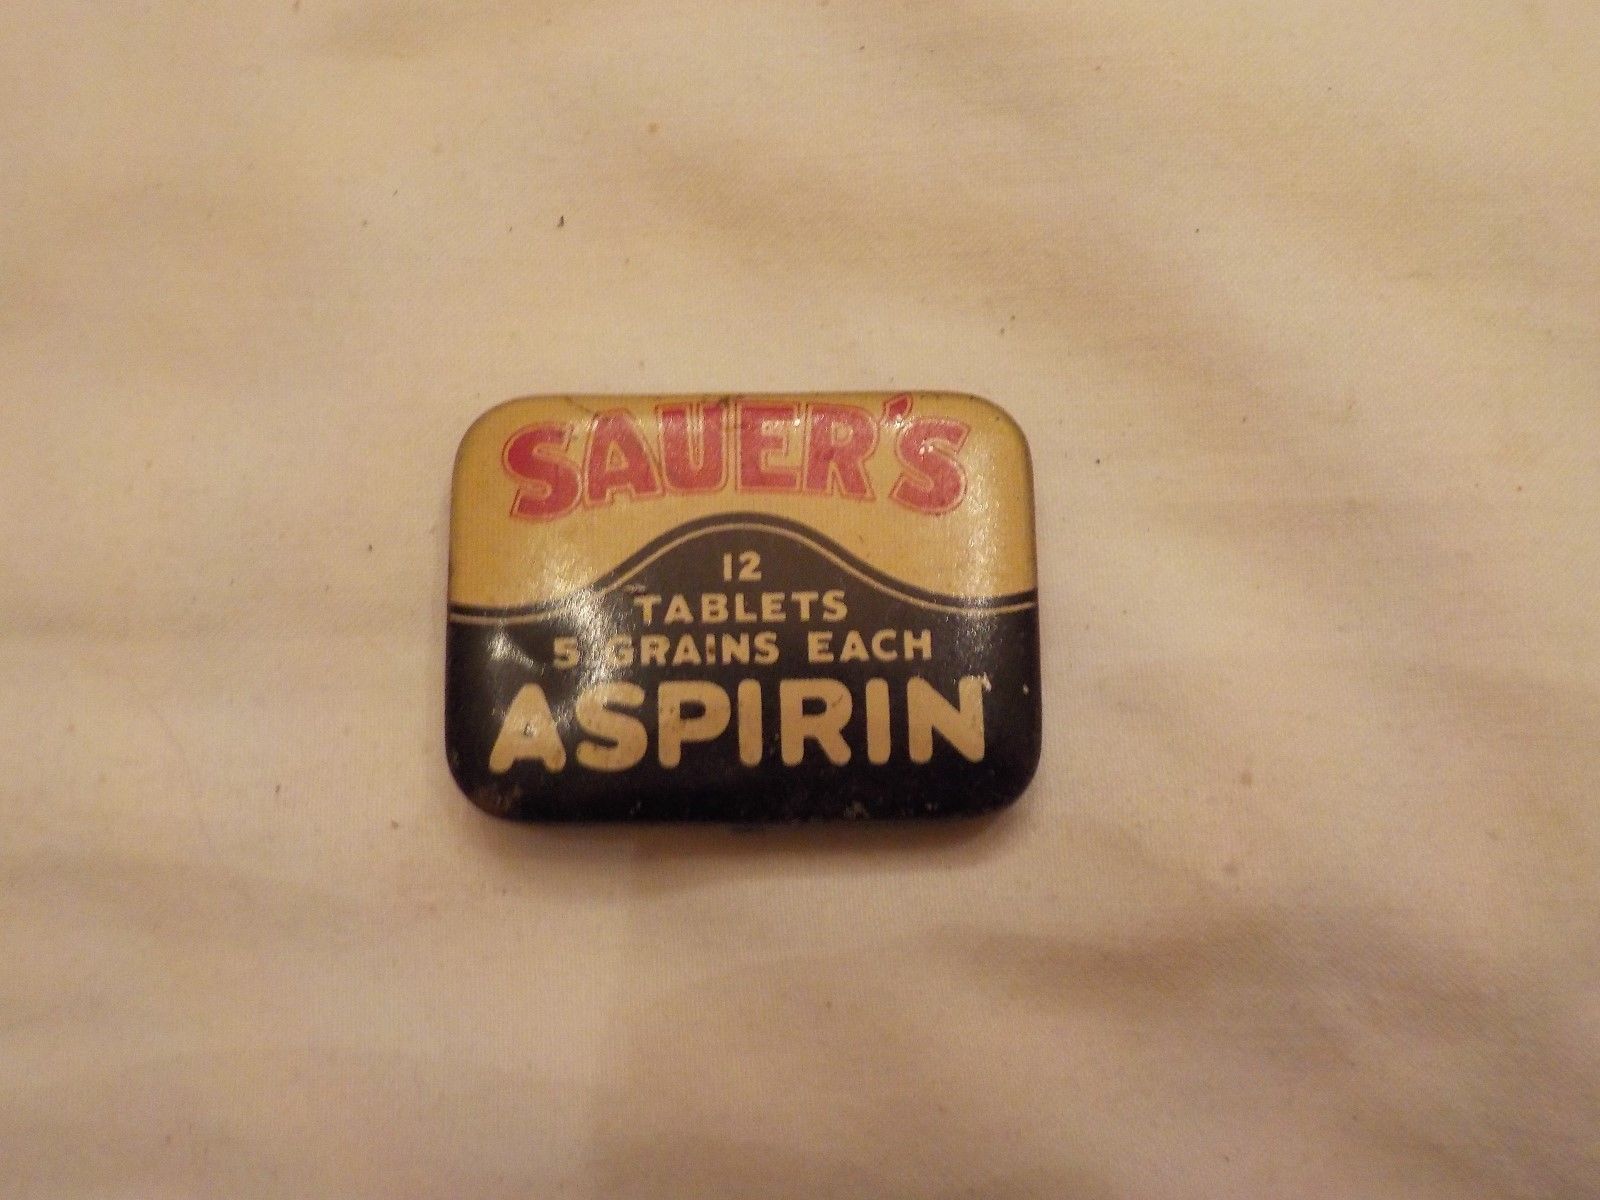 SAUER'S
12
TABLETS
5 GRAINS EACH
ASPIRIN